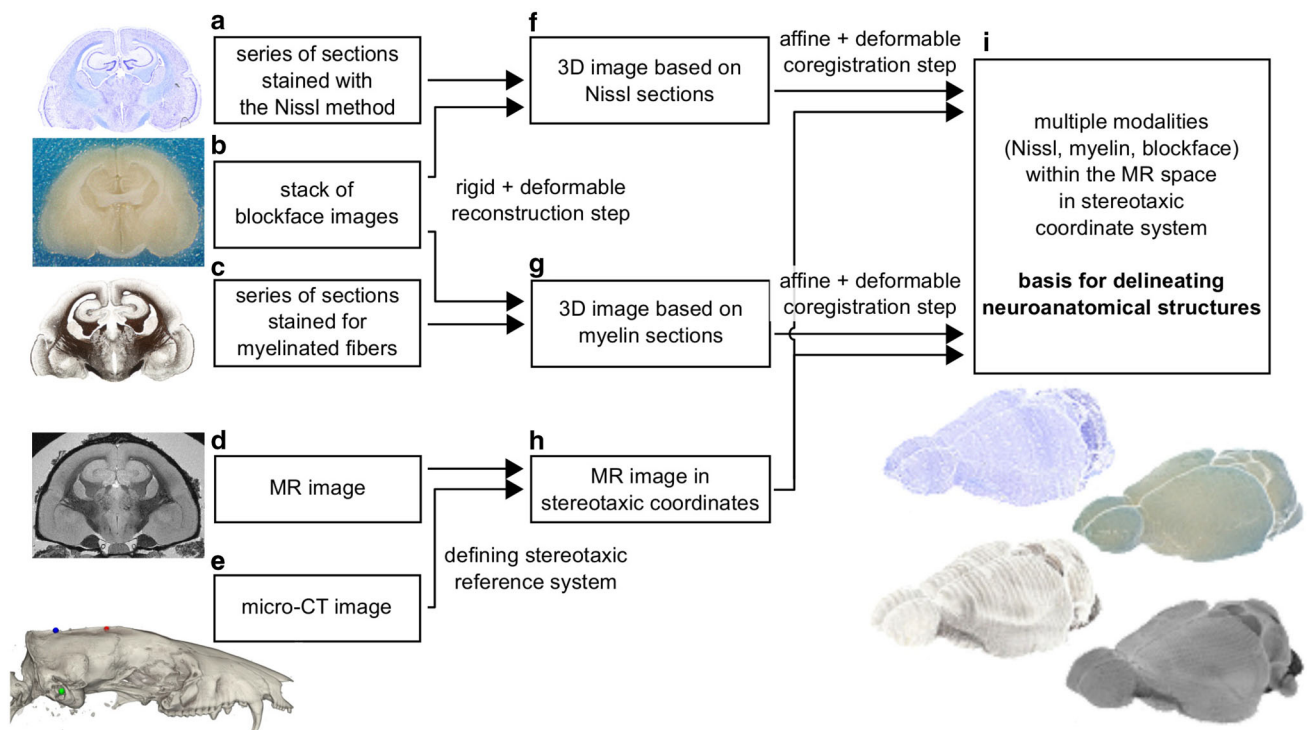 a
series of sections
stained with
the Nissl method
b
stack of
blockface images
c
series of sections
stained for
myelinated fibers
d
MR image
e
micro-CT image
rigid + deformable
reconstruction step
defining stereotaxic
reference system
f
3D image based on
Nissl sections
g
3D image based on
myelin sections
h
MR image in
stereotaxic coordinates
affine + deformable
coregistration step
affine + deformable
coregistration step
i
multiple modalities
(Nissl, myelin, blockface)
within the MR space
in stereotaxic
coordinate system
basis for delineating
neuroanatomical structures